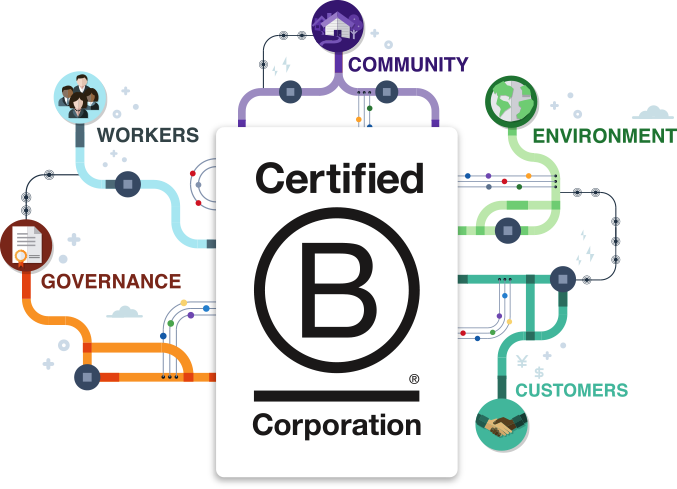 COMMUNITY
WORKERS
ENVIRONMENT
Certified
B
®
Corporation
GOVERNANCE
CUSTOMERS
¥
$